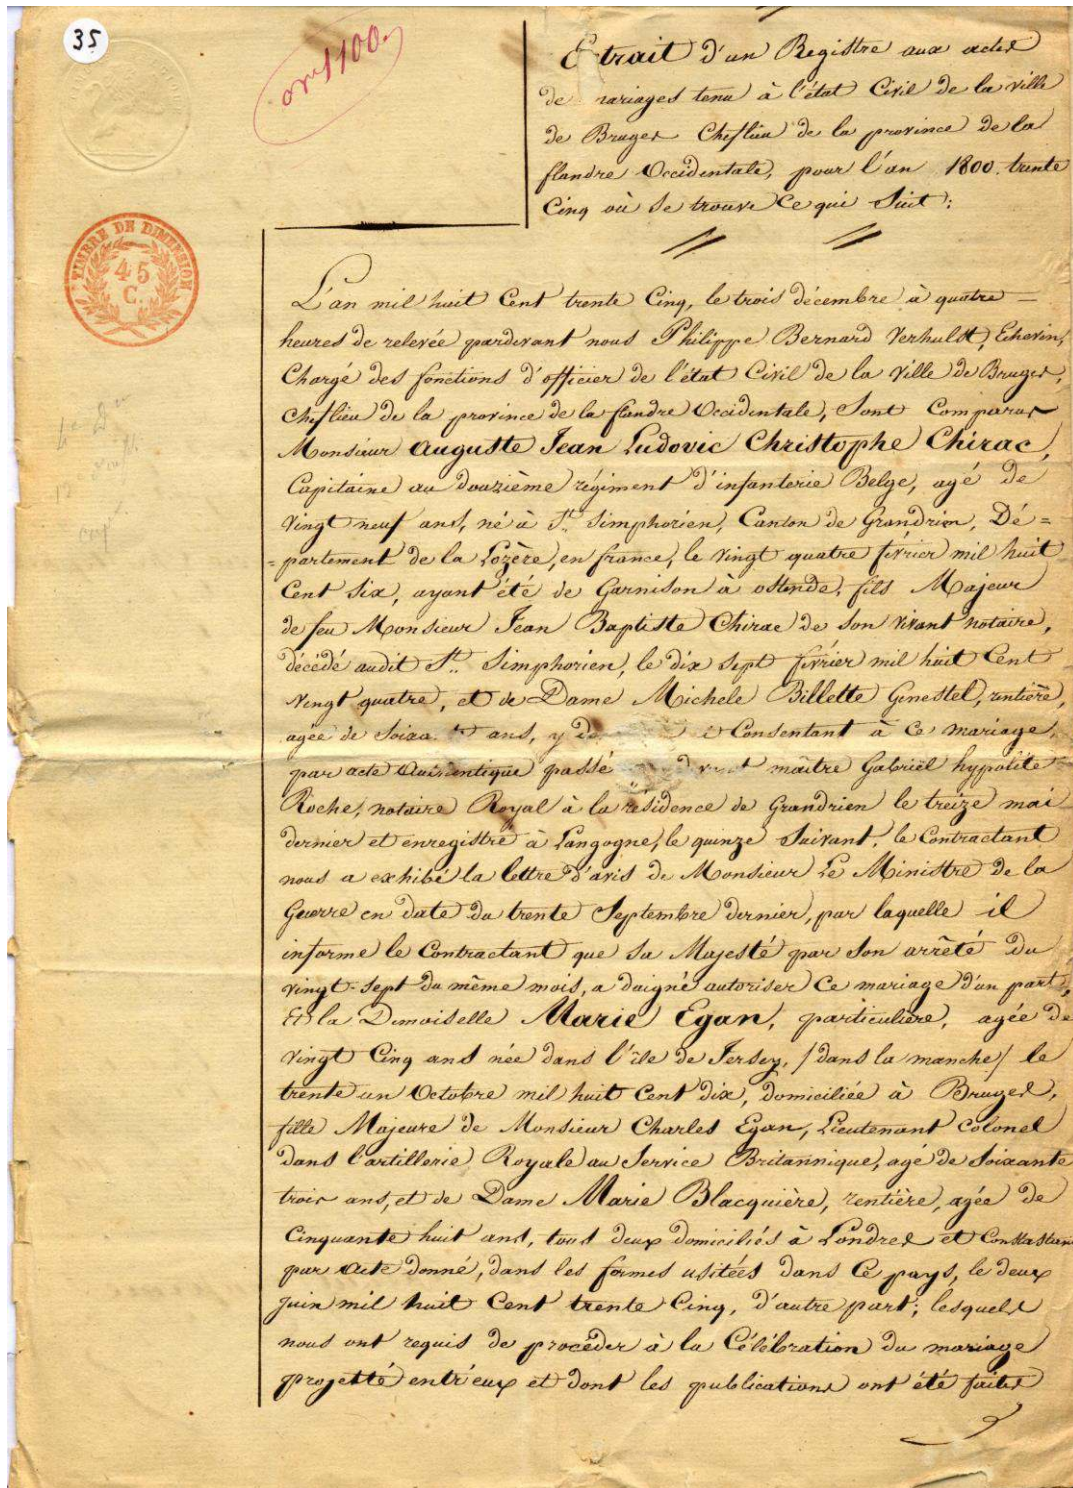 35
1100
Extrait d'un Registre aux actes
de mariages tenu à l'état Civil de la ville
de Bruges Cheflieu de la province de la
flandre Occidentale, pour l'an 1800 trente
Cinq où se trouve Ce qui Suit:
TIMBRE DE DIMENSION
45
C.
L'an mil huit Cent trente Cinq, le trois décembre à quatre
heures de relevée pardevant nous Philippe Bernard Verhulst, Echevin,
Chargé des fonctions d'officier de l'état Civil de la Ville de Bruges,
cheflieu de la province de la flandre Occidentale, Sont Comparus
Monsieur Auguste Jean Ludovic Christophe Chirac,
Capitaine au douzième régiment d'infanterie Belge, agé de
Vingt neuf ans, né à St. Simphorien, Canton de Grandrieu, Dé=
=partement de la Lozère, en france, le Vingt quatre février mil huit
Cent Six, ayant été de Garnison à ostende, fils Majeur
de feu Monsieur Jean Baptiste Chirac de Son Vivant notaire,
décédé audit St. Simphorien, le dix Sept février mil huit Cent
Vingt quatre, et de Dame Michele Billette Genestel, rentière,
agée de ans, y Consentant à Ce mariage,
par acte Authentique passé maître Gabriël hypolite
Roche, notaire Royal à la résidence de Grandrieu le treize mai
dernier et enregistré à Langogne, le quinze Suivant, le Contractant
nous a exhibé la lettre d'avis de Monsieur Le Ministre de la
Guerre en date du trente Septembre dernier, par laquelle il
informe le Contractant que Sa Majesté par Son arrêté du
vingt-sept du même mois, a daigné autoriser Ce mariage d'un part,
Et la Demoiselle Marie Egan, particulière, agée de
Vingt Cinq ans née dans l'île de Jersey, /dans la manche/ le
trente un Octobre mil huit Cent dix, domiciliée à Bruges,
fille Majeure de Monsieur Charles Egan, Lieutenant Colonel
dans l'artillerie Royale au Service Britannique, agé de Soixante
trois ans, et de Dame Marie Blacquière, rentière, agée de
Cinquante huit ans, tous deux domiciliés à Londres et
par Acte donné, dans les formes usitées dans Ce pays, le deux
juin mil huit Cent trente Cinq, d'autre part; lesquels
nous ont requis de procéder à la Célébration du mariage
projetté entr'eux et dont les publications ont été faites